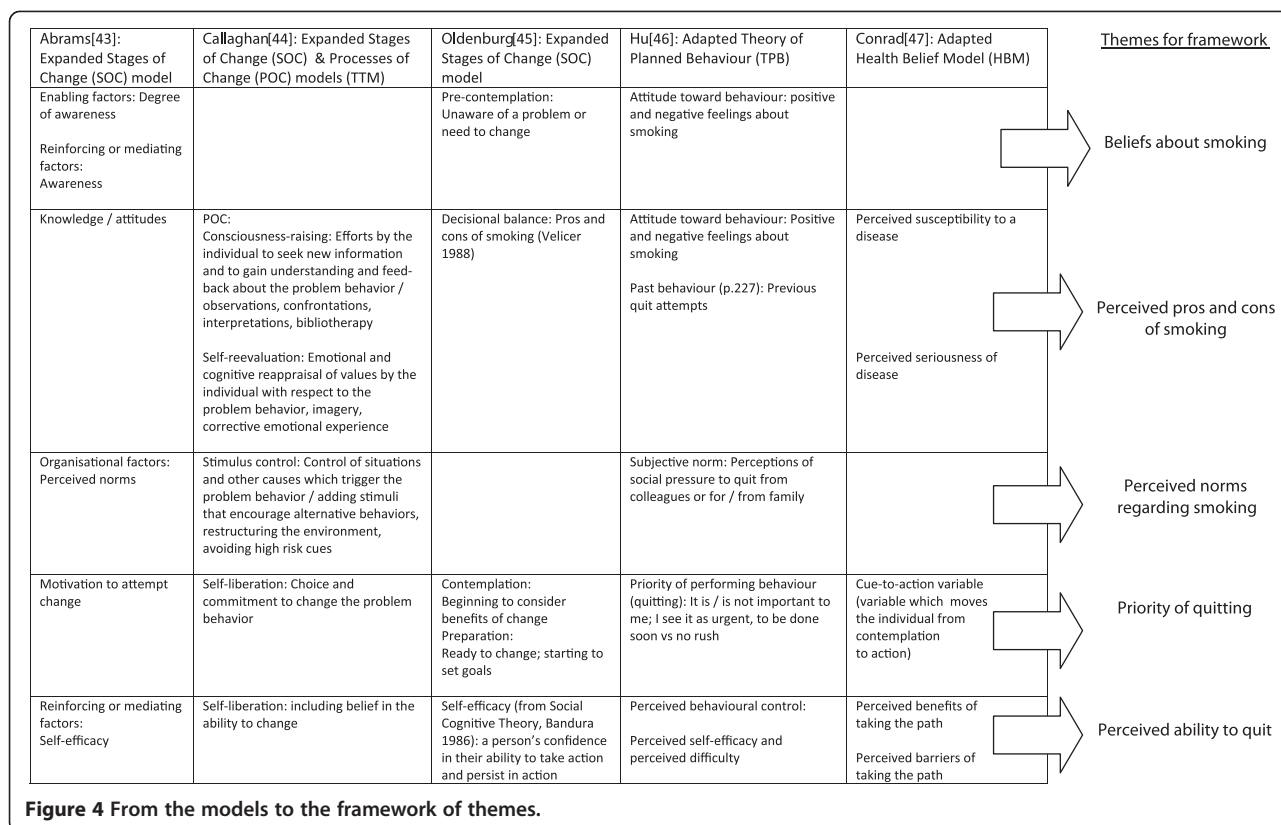 Abrams[43]:
Expanded Stages of
Change (SOC) model
Callaghan[44]: Expanded Stages
of Change (SOC) & Processes of
Change (POC) models (TTM)
Oldenburg[45]: Expanded
Stages of Change (SOC)
model
Hu[46]: Adapted Theory of
Planned Behaviour (TPB)
Conrad[47]: Adapted
Health Belief Model (HBM)
Themes for framework
Enabling factors: Degree
of awareness
Reinforcing or mediating
factors:
Awareness
Pre-contemplation:
Unaware of a problem or
need to change
Attitude toward behaviour: positive
and negative feelings about
smoking
Beliefs about smoking
Knowledge / attitudes
POC:
Consciousness-raising: Efforts by the
individual to seek new information
and to gain understanding and feed-
back about the problem behavior /
observations, confrontations,
interpretations, bibliotherapy
Self-reevaluation: Emotional and
cognitive reappraisal of values by the
individual with respect to the
problem behavior, imagery,
corrective emotional experience
Decisional balance: Pros and
cons of smoking (Velicer
1988)
Attitude toward behaviour: Positive
and negative feelings about
smoking
Past behaviour (p.227): Previous
quit attempts
Perceived susceptibility to a
disease
Perceived seriousness of
disease
Perceived pros and cons
of smoking
Organisational factors:
Perceived norms
Stimulus control: Control of situations
and other causes which trigger the
problem behavior / adding stimuli
that encourage alternative behaviors,
restructuring the environment,
avoiding high risk cues
Subjective norm: Perceptions of
social pressure to quit from
colleagues or for / from family
Perceived norms
regarding smoking
Motivation to attempt
change
Self-liberation: Choice and
commitment to change the problem
behavior
Contemplation:
Beginning to consider
benefits of change
Preparation:
Ready to change; starting to
set goals
Priority of performing behaviour
(quitting): It is / is not important to
me; I see it as urgent, to be done
soon vs no rush
Cue-to-action variable
(variable which moves
the individual from
contemplation
to action)
Priority of quitting
Reinforcing or mediating
factors:
Self-efficacy
Self-liberation: including belief in the
ability to change
Self-efficacy (from Social
Cognitive Theory, Bandura
1986): a person's confidence
in their ability to take action
and persist in action
Perceived behavioural control:
Perceived self-efficacy and
perceived difficulty
Perceived benefits of
taking the path
Perceived barriers of
taking the path
Perceived ability to quit
Figure 4 From the models to the framework of themes.